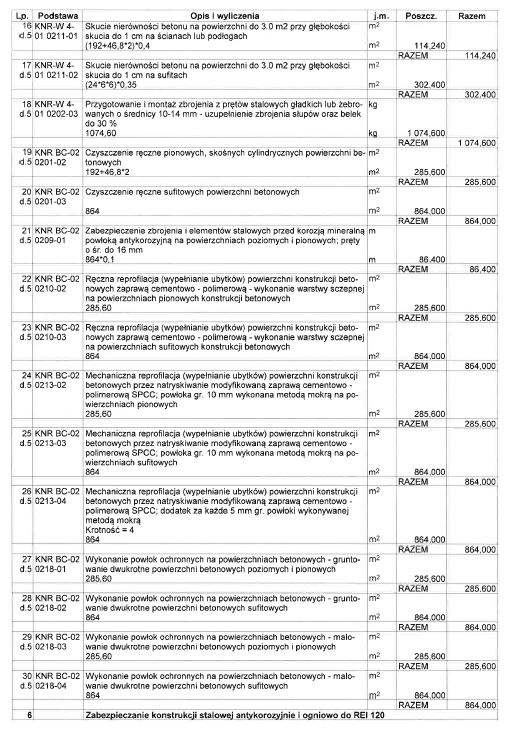 Lp. Podstawa Opis i wyliczenia j.m. Poszcz. Razem
16 KNR-W 4- Skucie nierówności betonu na powierzchni do 3.0 m2 przy głębokości m2
d.5 01 0211-01 skucia do 1 cm na ścianach lub podłogach
(192+46,8*2)*0,4 m2 114,240
RAZEM 114,240
17 KNR-W 4- Skucie nierówności betonu na powierzchni do 3.0 m2 przy głębokości m2
d.5 01 0211-02 skucia do 1 cm na sufitach
(24*6*6)*0,35 m2 302,400
RAZEM 302,400
18 KNR-W 4- Przygotowanie i montaż zbrojenia z prętów stalowych gładkich lub żebro- kg
d.5 01 0202-03 wanych o średnicy 10-14 mm - uzupełnienie zbrojenia słupów oraz belek
do 30 %
1074,60 kg 1 074,600
RAZEM 1 074,600
19 KNR BC-02 Czyszczenie ręczne pionowych, skośnych cylindrycznych powierzchni be- m2
d.5 0201-02 tonowych
192+46,8*2 m2 285,600
RAZEM 285,600
20 KNR BC-02 Czyszczenie ręczne sufitowych powierzchni betonowych m2
d.5 0201-03
864 m2 864,000
RAZEM 864,000
21 KNR BC-02 Zabezpieczenie zbrojenia i elementów stalowych przed korozją mineralną m
d.5 0209-01 powłoką antykorozyjną na powierzchniach poziomych i pionowych; pręty
o śr. do 16 mm
864*0,1 m 86,400
RAZEM 86,400
22 KNR BC-02 Ręczna reprofilacja (wypełnianie ubytków) powierzchni konstrukcji beto- m2
d.5 0210-02 nowych zaprawą cementowo - polimerową - wykonanie warstwy sczepnej
na powierzchniach pionowych konstrukcji betonowych
285,60 m2 285,600
RAZEM 285,600
23 KNR BC-02 Ręczna reprofilacja (wypełnianie ubytków) powierzchni konstrukcji beto- m2
d.5 0210-03 nowych zaprawą cementowo - polimerową - wykonanie warstwy sczepnej
na powierzchniach sufitowych konstrukcji betonowych
864 m2 864,000
RAZEM 864,000
24 KNR BC-02 Mechaniczna reprofilacja (wypełnianie ubytków) powierzchni konstrukcji m2
d.5 0213-02 betonowych przez natryskiwanie modyfikowaną zaprawą cementowo -
polimerową SPCC; powłoka gr. 10 mm wykonana metodą mokrą na po-
wierzchniach pionowych
285,60 m2 285,600
RAZEM 285,600
25 KNR BC-02 Mechaniczna reprofilacja (wypełnianie ubytków) powierzchni konstrukcji m2
d.5 0213-03 betonowych przez natryskiwanie modyfikowaną zaprawą cementowo -
polimerową SPCC; powłoka gr. 10 mm wykonana metodą mokrą na po-
wierzchniach sufitowych
864 m2 864,000
RAZEM 864,000
26 KNR BC-02 Mechaniczna reprofilacja (wypełnianie ubytków) powierzchni konstrukcji m2
d.5 0213-04 betonowych przez natryskiwanie modyfikowaną zaprawą cementowo -
polimerową SPCC; dodatek za każde 5 mm gr. powłoki wykonywanej
metodą mokrą
Krotność = 4
864 m2 864,000
RAZEM 864,000
27 KNR BC-02 Wykonanie powłok ochronnych na powierzchniach betonowych - grunto- m2
d.5 0218-01 wanie dwukrotne powierzchni betonowych poziomych i pionowych
285,60 m2 285,600
RAZEM 285,600
28 KNR BC-02 Wykonanie powłok ochronnych na powierzchniach betonowych - grunto- m2
d.5 0218-02 wanie dwukrotne powierzchni betonowych sufitowych
864 m2 864,000
RAZEM 864,000
29 KNR BC-02 Wykonanie powłok ochronnych na powierzchniach betonowych - malo- m2
d.5 0218-03 wanie dwukrotne powierzchni betonowych poziomych i pionowych
285,60 m2 285,600
RAZEM 285,600
30 KNR BC-02 Wykonanie powłok ochronnych na powierzchniach betonowych - malo- m2
d.5 0218-04 wanie dwukrotne powierzchni betonowych sufitowych
864 m2 864,000
RAZEM 864,000
6 Zabezpieczanie konstrukcji stalowej antykorozyjnie i ogniowo do REI 120